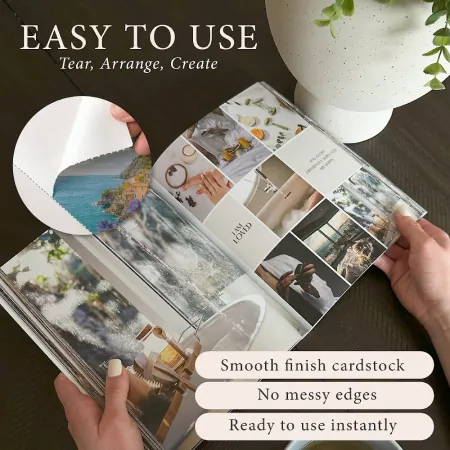 EASY TO USE
Tear, Arrange, Create
I AM
LOVED
Smooth finish cardstock
No messy edges
Ready to use instantly